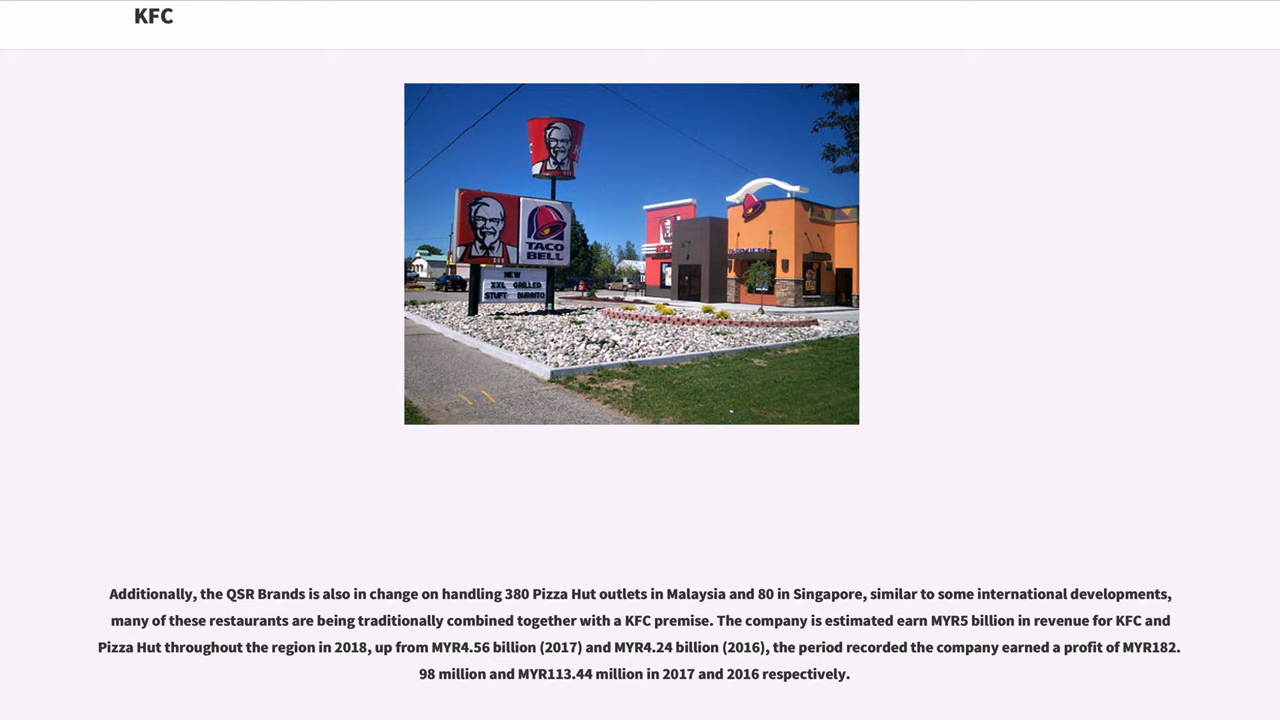 KFC
TACO
BELL
NEW
XXL GRILLED
STUFT BURRITO
Additionally, the QSR Brands is also in change on handling 380 Pizza Hut outlets in Malaysia and 80 in Singapore, similar to some international developments,
many of these restaurants are being traditionally combined together with a KFC premise. The company is estimated earn MYR5 billion in revenue for KFC and
Pizza Hut throughout the region in 2018, up from MYR4.56 billion (2017) and MYR4.24 billion (2016), the period recorded the company earned a profit of MYR182.
98 million and MYR113.44 million in 2017 and 2016 respectively.